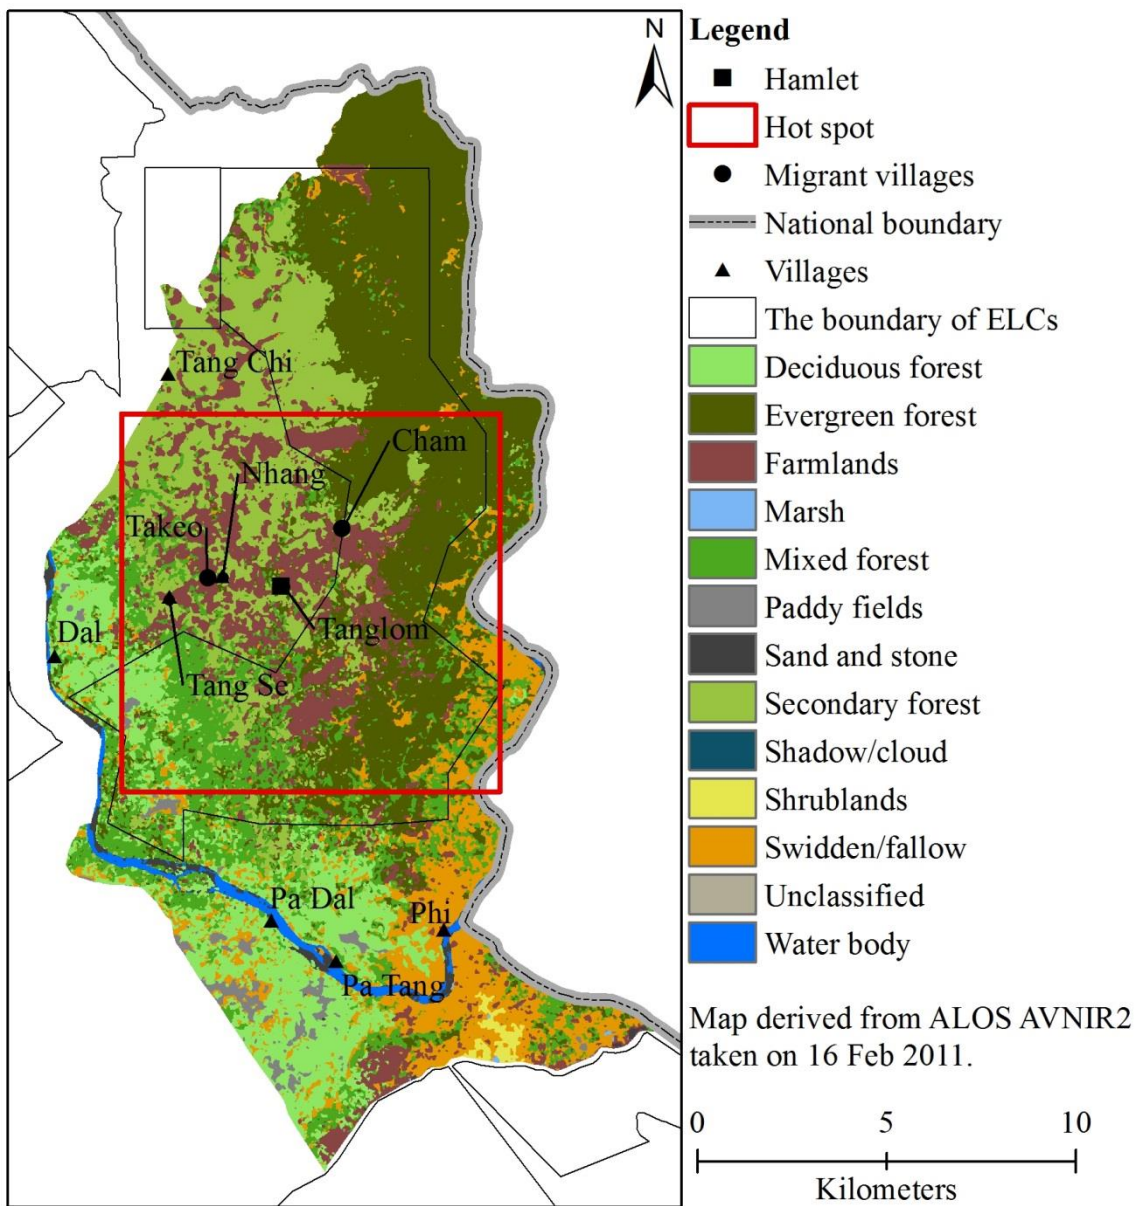 N
Tang Chi
Cham
Nhang
Takeo
Tanglom
Dal
Tang Se
Pa Dal
Phi
Pa Tang
Legend
Hamlet
Hot spot
Migrant villages
National boundary
Villages
The boundary of ELCs
Deciduous forest
Evergreen forest
Farmlands
Marsh
Mixed forest
Paddy fields
Sand and stone
Secondary forest
Shadow/cloud
Shrublands
Swidden/fallow
Unclassified
Water body
Map derived from ALOS AVNIR2
taken on 16 Feb 2011.
0 5 10
Kilometers